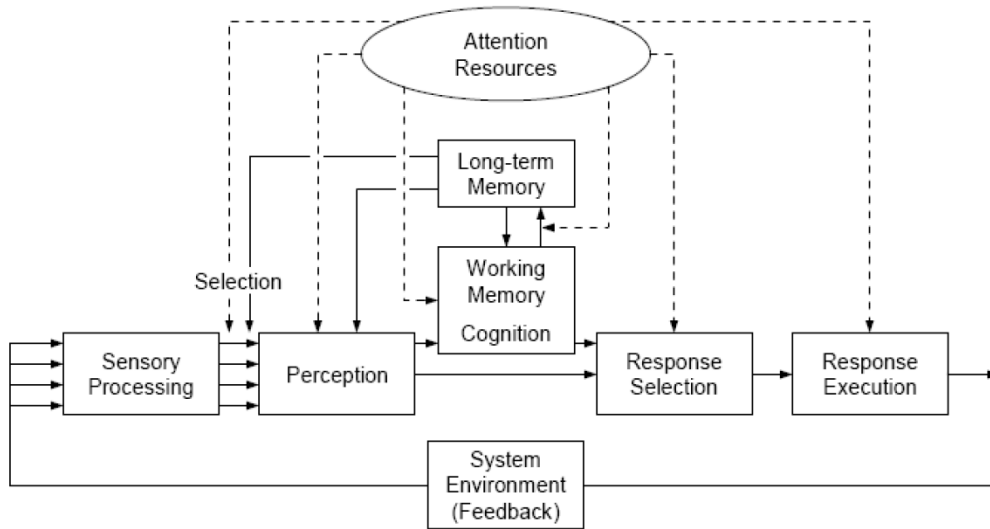 Attention
Resources
Long-term
Memory
Selection
Working
Memory
Cognition
Sensory
Processing
Perception
Response
Selection
Response
Execution
System
Environment
(Feedback)